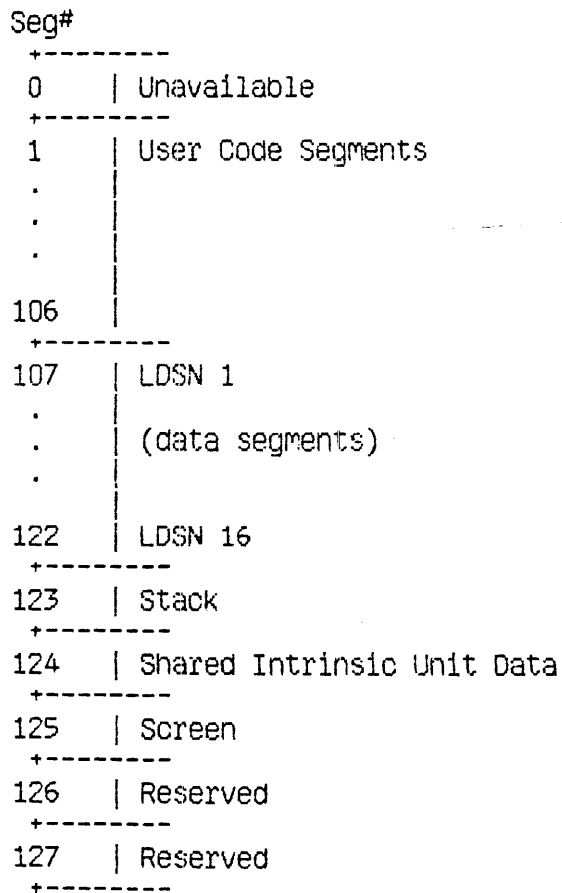 Seg#
+---------
0 | Unavailable
+---------
1 | User Code Segments
. |
. |
. |
106 |
+---------
107 | LDSN 1
. |
. | (data segments)
. |
122 | LDSN 16
+---------
123 | Stack
+---------
124 | Shared Intrinsic Unit Data
+---------
125 | Screen
+---------
126 | Reserved
+---------
127 | Reserved
+---------